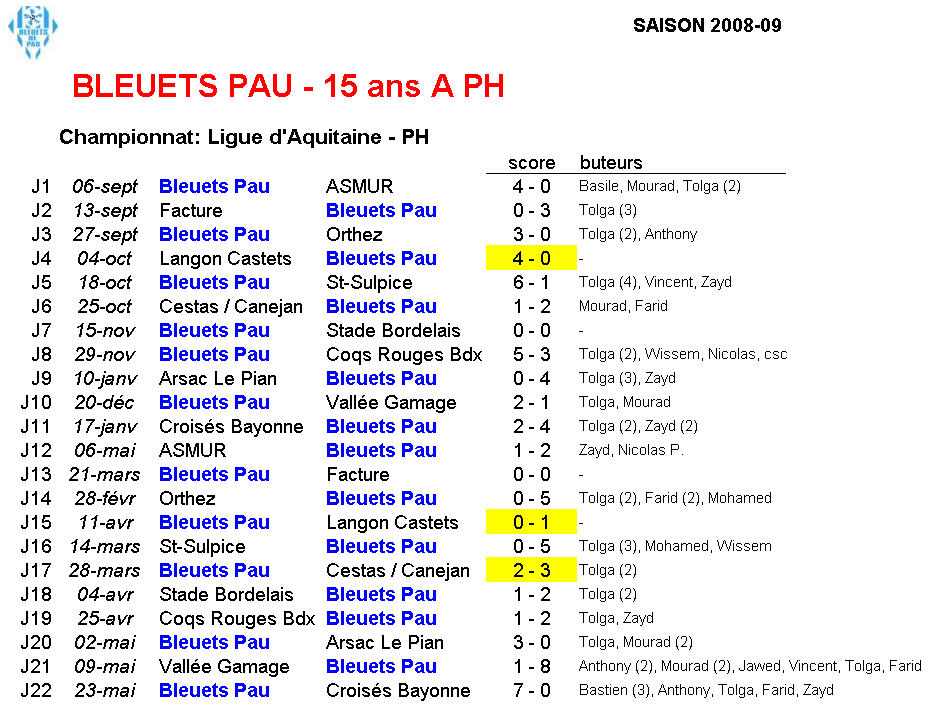 BLEUETS DE PAU
SAISON 2008-09
BLEUETS PAU - 15 ans A PH
Championnat: Ligue d'Aquitaine - PH
score buteurs
J1 06-sept Bleuets Pau ASMUR 4 - 0 Basile, Mourad, Tolga (2)
J2 13-sept Facture Bleuets Pau 0 - 3 Tolga (3)
J3 27-sept Bleuets Pau Orthez 3 - 0 Tolga (2), Anthony
J4 04-oct Langon Castets Bleuets Pau 4 - 0 -
J5 18-oct Bleuets Pau St-Sulpice 6 - 1 Tolga (4), Vincent, Zayd
J6 25-oct Cestas / Canejan Bleuets Pau 1 - 2 Mourad, Farid
J7 15-nov Bleuets Pau Stade Bordelais 0 - 0 -
J8 29-nov Bleuets Pau Coqs Rouges Bdx 5 - 3 Tolga (2), Wissem, Nicolas, csc
J9 10-janv Arsac Le Pian Bleuets Pau 0 - 4 Tolga (3), Zayd
J10 20-déc Bleuets Pau Vallée Gamage 2 - 1 Tolga, Mourad
J11 17-janv Croisés Bayonne Bleuets Pau 2 - 4 Tolga (2), Zayd (2)
J12 06-mai ASMUR Bleuets Pau 1 - 2 Zayd, Nicolas P.
J13 21-mars Bleuets Pau Facture 0 - 0 -
J14 28-févr Orthez Bleuets Pau 0 - 5 Tolga (2), Farid (2), Mohamed
J15 11-avr Bleuets Pau Langon Castets 0 - 1 -
J16 14-mars St-Sulpice Bleuets Pau 0 - 5 Tolga (3), Mohamed, Wissem
J17 28-mars Bleuets Pau Cestas / Canejan 2 - 3 Tolga (2)
J18 04-avr Stade Bordelais Bleuets Pau 1 - 2 Tolga (2)
J19 25-avr Coqs Rouges Bdx Bleuets Pau 1 - 2 Tolga, Zayd
J20 02-mai Bleuets Pau Arsac Le Pian 3 - 0 Tolga, Mourad (2)
J21 09-mai Vallée Gamage Bleuets Pau 1 - 8 Anthony (2), Mourad (2), Jawed, Vincent, Tolga, Farid
J22 23-mai Bleuets Pau Croisés Bayonne 7 - 0 Bastien (3), Anthony, Tolga, Farid, Zayd